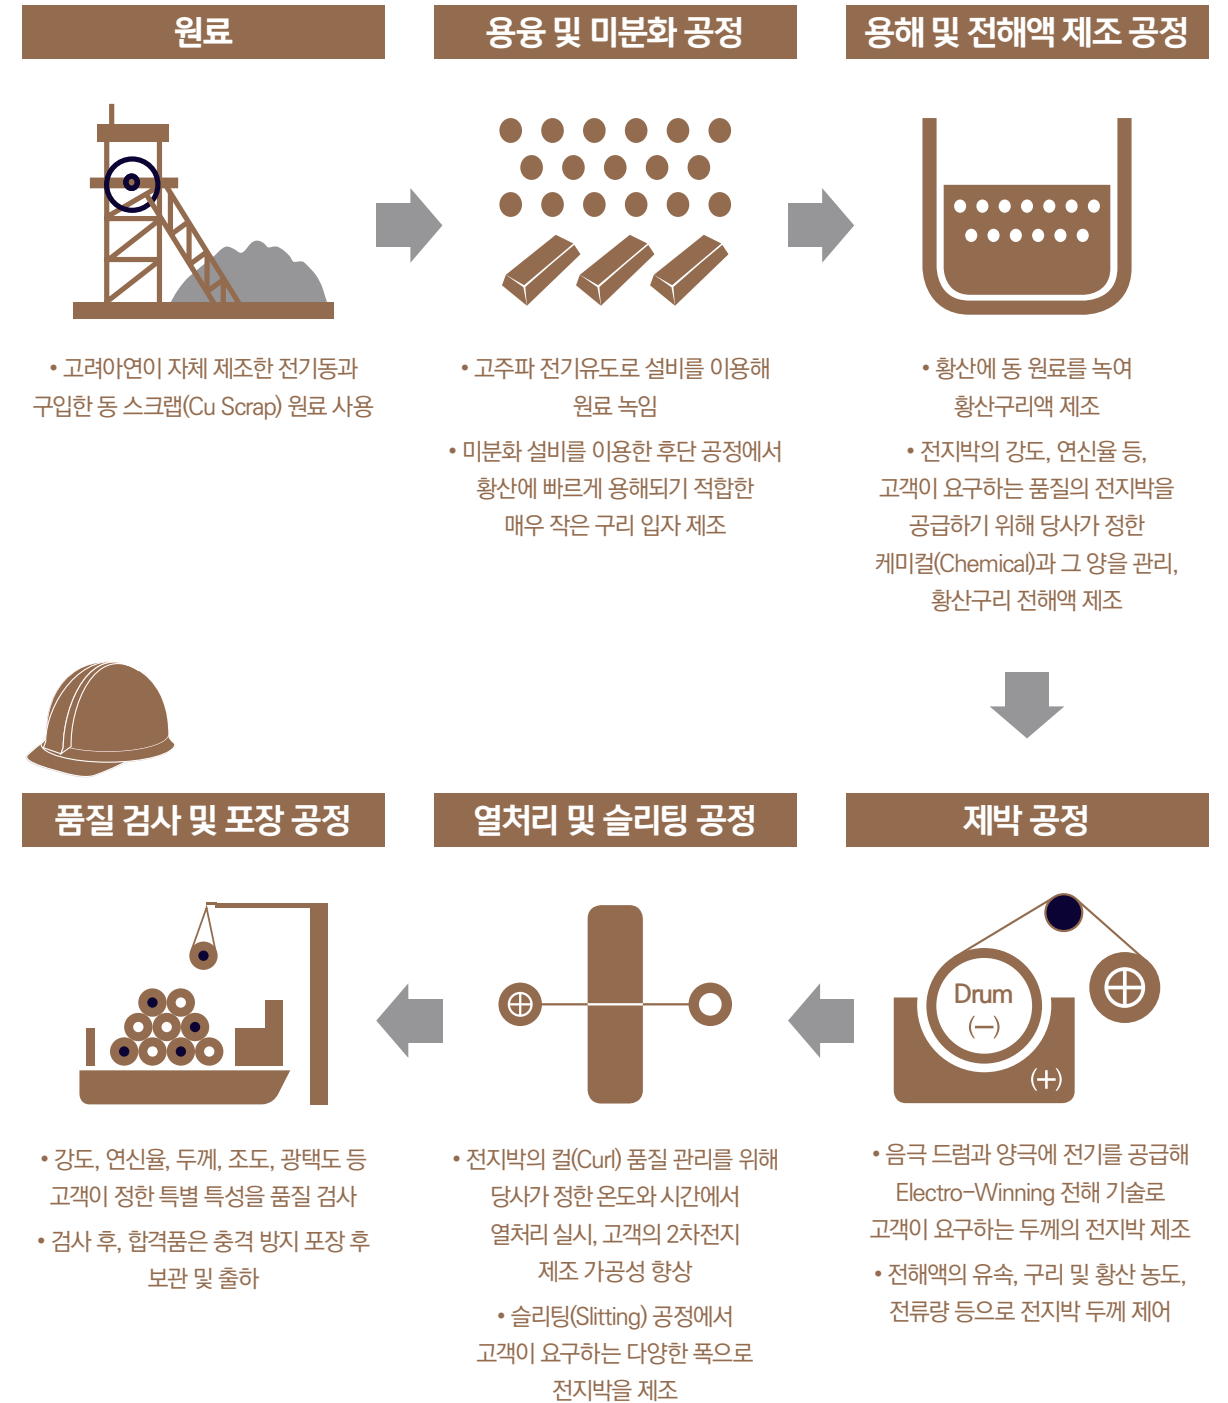 원료
• 고려아연이 자체 제조한 전기동과
구입한 동 스크랩(Cu Scrap) 원료 사용
용융 및 미분화 공정
• 고주파 전기유도로 설비를 이용해
원료 녹임
• 미분화 설비를 이용한 후단 공정에서
황산에 빠르게 용해되기 적합한
매우 작은 구리 입자 제조
용해 및 전해액 제조 공정
• 황산에 동 원료를 녹여
황산구리액 제조
• 전지박의 강도, 연신율 등,
고객이 요구하는 품질의 전지박을
공급하기 위해 당사가 정한
케미컬(Chemical)과 그 양을 관리,
황산구리 전해액 제조
제박 공정
Drum
(−)
(+)
• 음극 드럼과 양극에 전기를 공급해
Electro-Winning 전해 기술로
고객이 요구하는 두께의 전지박 제조
• 전해액의 유속, 구리 및 황산 농도,
전류량 등으로 전지박 두께 제어
열처리 및 슬리팅 공정
• 전지박의 컬(Curl) 품질 관리를 위해
당사가 정한 온도와 시간에서
열처리 실시, 고객의 2차전지
제조 가공성 향상
• 슬리팅(Slitting) 공정에서
고객이 요구하는 다양한 폭으로
전지박을 제조
품질 검사 및 포장 공정
• 강도, 연신율, 두께, 조도, 광택도 등
고객이 정한 특별 특성을 품질 검사
• 검사 후, 합격품은 충격 방지 포장 후
보관 및 출하